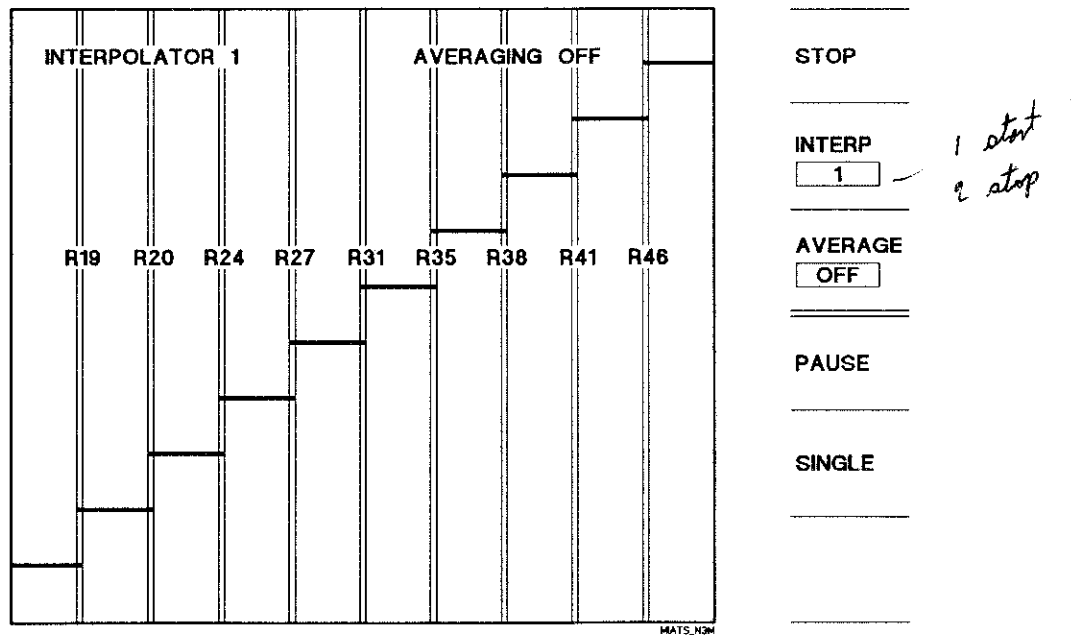 INTERPOLATOR 1
AVERAGING OFF
R19 R20 R24 R27 R31 R35 R38 R41 R46
STOP
INTERP
1
1 start
2 stop
AVERAGE
OFF
PAUSE
SINGLE
MATS_N3M